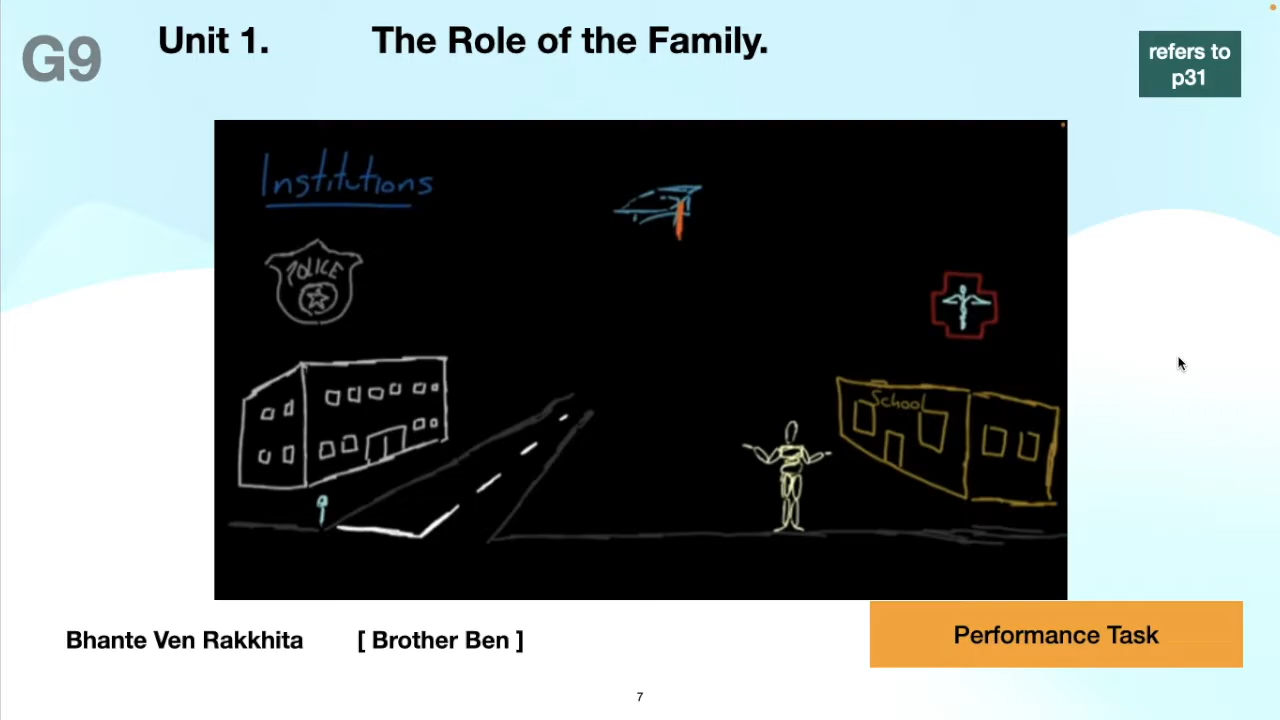 G9
Unit 1. The Role of the Family.
refers to
p31
Institutions
POLICE
School
Bhante Ven Rakkhita [ Brother Ben ]
Performance Task
7